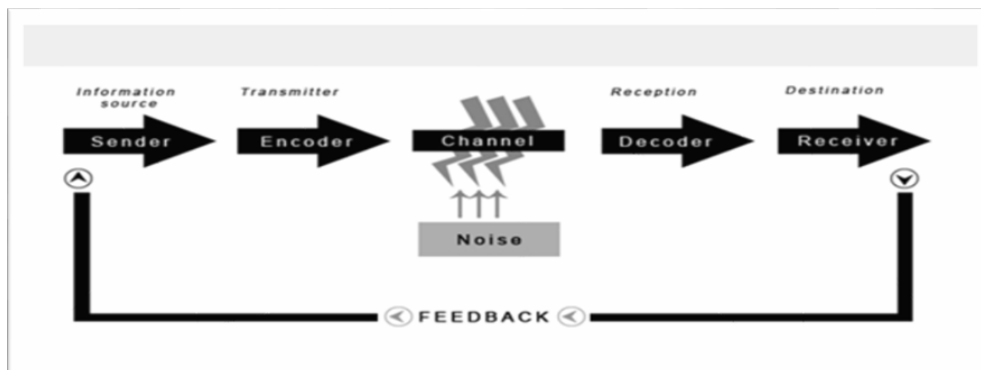 Information
source
Transmitter
Reception
Destination
Sender
Encoder
Channel
Decoder
Receiver
Noise
FEEDBACK